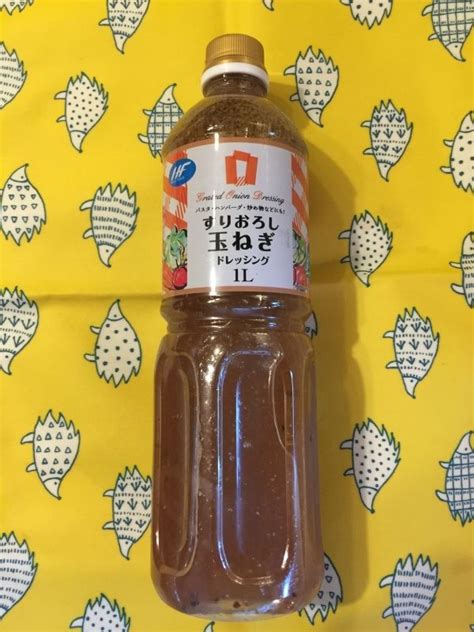 Grated Onion Dressing
パスタ・ハンバーグ・炒め物などにも!
すりおろし
玉ねぎ
ドレッシング
1L